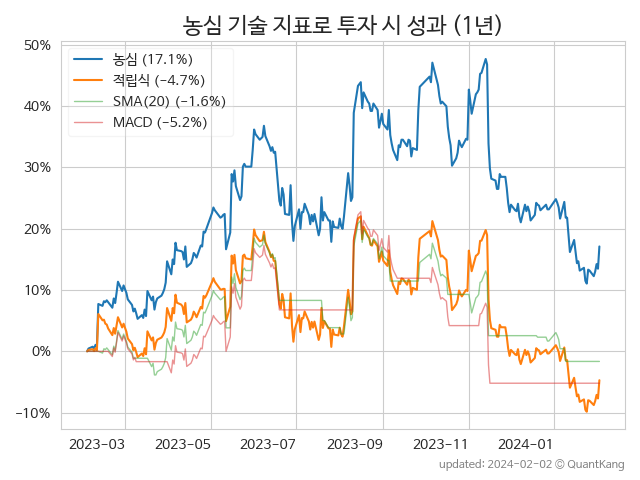 농심 기술 지표로 투자 시 성과 (1년)
50%
40%
30%
20%
10%
0%
−10%
농심 (17.1%)
적립식 (−4.7%)
SMA(20) (−1.6%)
MACD (−5.2%)
2023-03
2023-05
2023-07
2023-09
2023-11
2024-01
updated: 2024-02-02 © QuantKang